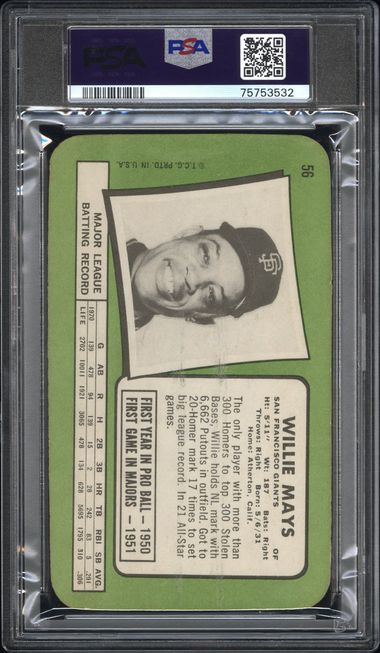 PSA
PSA
75753532
56
WILLIE MAYS
SAN FRANCISCO GIANTS OF
Ht: 5'11" Wt: 187 Bats: Right
Throws: Right Born: 5/6/31
Home: Atherton, Calif.
The only player with more than
300 Homers to top 300 Stolen
Bases, Willie holds NL mark with
6,662 Putouts in outfield. Got to
20-Homer mark 17 times to set
big league record. In 21 All-Star
games.
FIRST YEAR IN PRO BALL — 1950
FIRST GAME IN MAJORS — 1951
SF
© T.C.G. PRTD. IN U.S.A.
MAJOR LEAGUE
BATTING RECORD
G AB R H 2B 3B HR TB RBI SB AVG.
1970 139 478 94 139 15 2 28 242 83 5 .291
LIFE 2702 10011 1921 3065 478 134 628 5695 1795 310 .306